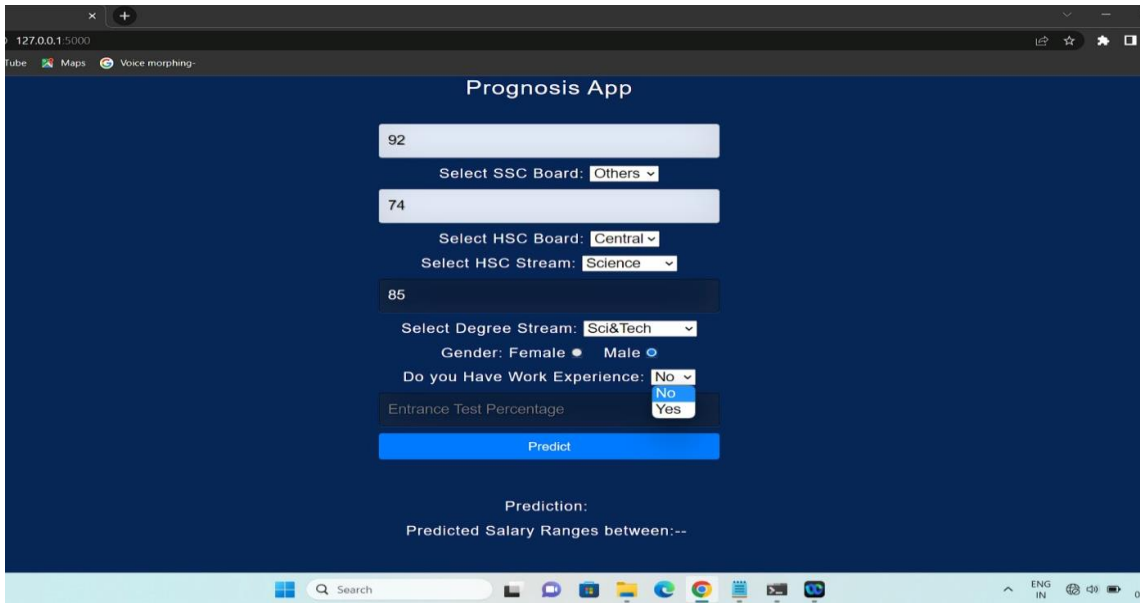 127.0.0.1:5000
Tube Maps Voice morphing-
Prognosis App
92
Select SSC Board: Others
74
Select HSC Board: Central
Select HSC Stream: Science
85
Select Degree Stream: Sci&Tech
Gender: Female Male
Do you Have Work Experience: No
No
Entrance Test Percentage Yes
Predict
Prediction:
Predicted Salary Ranges between:--
Search
ENG
IN